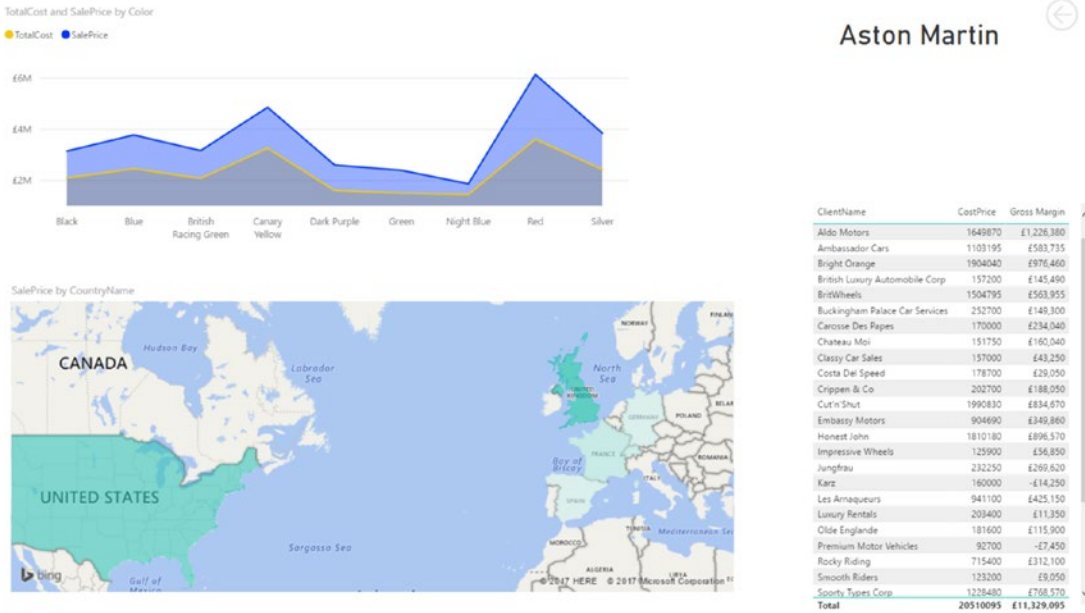 TotalCost and SalePrice by Color
TotalCost SalePrice
Aston Martin
£6M
£4M
£2M
Black Blue British Racing Green Canary Yellow Dark Purple Green Night Blue Red Silver
SalePrice by CountryName
CANADA
Hudson Bay
Labrador Sea
UNITED STATES
Sargasso Sea
Gulf of
NORWAY
FINLAN
North Sea
UNITED KINGDOM
GERMANY
POLAND
BELAR
FRANCE
Bay of Biscay
ROMANIA
ITALY
SPAIN
TUNISIA
Mediterranean Se
MOROCCO
ALGERIA
LIBYA
bing
© 2017 HERE © 2017 Microsoft Corporation
ClientName CostPrice Gross Margin
Aldo Motors 1649870 £1,226,380
Ambassador Cars 1103195 £583,735
Bright Orange 1904040 £976,460
British Luxury Automobile Corp 157200 £145,490
BritWheels 1504795 £563,955
Buckingham Palace Car Services 252700 £149,300
Carosse Des Papes 170000 £234,040
Chateau Moi 151750 £160,040
Classy Car Sales 157000 £43,250
Costa Del Speed 178700 £29,050
Crippen & Co 202700 £188,050
Cut'n'Shut 1990830 £834,670
Embassy Motors 904690 £349,860
Honest John 1810180 £896,570
Impressive Wheels 125900 £56,850
Jungfrau 232250 £269,620
Karz 160000 -£14,250
Les Arnaqueurs 941100 £425,150
Luxury Rentals 203400 £11,350
Olde Englande 181600 £115,900
Premium Motor Vehicles 92700 -£7,450
Rocky Riding 715400 £312,100
Smooth Riders 123200 £9,050
Sporty Types Corp 1228480 £768,570
Total 20510095 £11,329,095